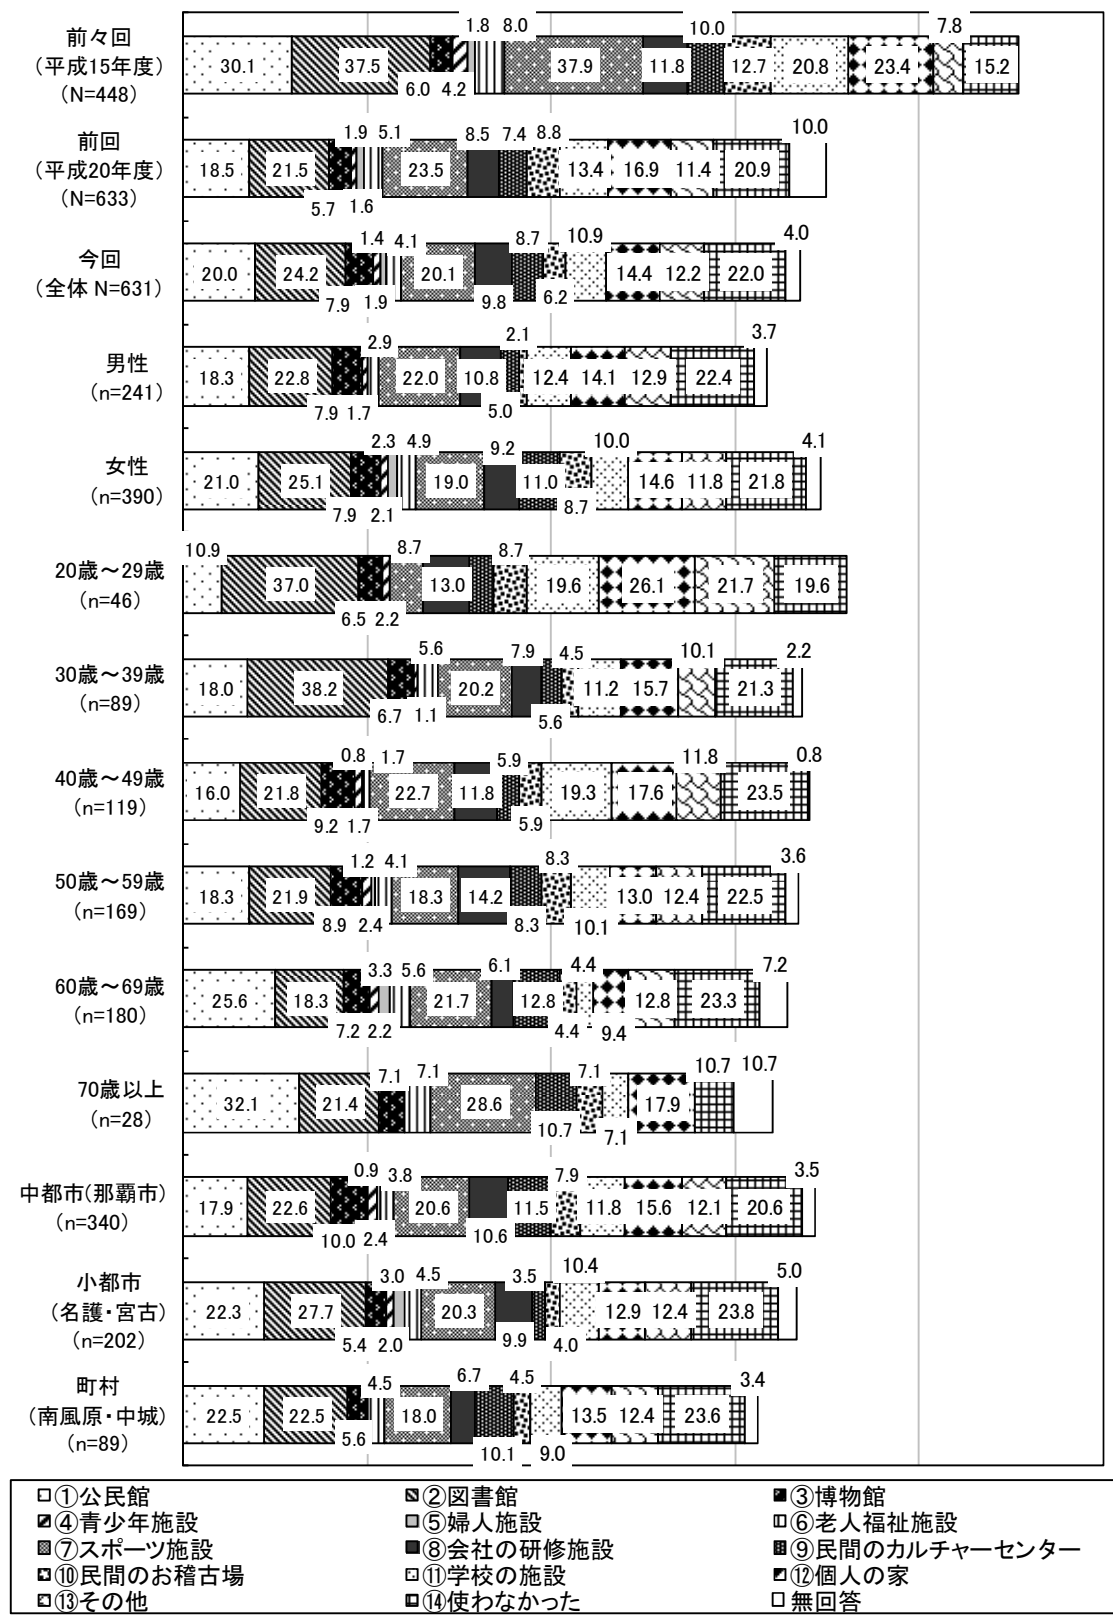 前々回
(平成15年度)
(N=448)
30.1 37.5 6.0 4.2 1.8 8.0 37.9 11.8 10.0 12.7 20.8 23.4 7.8 15.2
前回
(平成20年度)
(N=633)
18.5 21.5 5.7 1.9 1.6 5.1 23.5 8.5 7.4 8.8 13.4 16.9 11.4 20.9 10.0
今回
(全体 N=631)
20.0 24.2 7.9 1.4 1.9 4.1 20.1 9.8 8.7 6.2 10.9 14.4 12.2 22.0 4.0
男性
(n=241)
18.3 22.8 7.9 1.7 2.9 22.0 10.8 5.0 2.1 12.4 14.1 12.9 22.4 3.7
女性
(n=390)
21.0 25.1 7.9 2.1 2.3 4.9 19.0 9.2 11.0 8.7 10.0 14.6 11.8 21.8 4.1
20歳～29歳
(n=46)
10.9 37.0 6.5 2.2 8.7 13.0 8.7 19.6 26.1 21.7 19.6
30歳～39歳
(n=89)
18.0 38.2 6.7 1.1 5.6 20.2 7.9 5.6 4.5 11.2 15.7 10.1 21.3 2.2
40歳～49歳
(n=119)
16.0 21.8 9.2 0.8 1.7 1.7 22.7 11.8 5.9 5.9 19.3 17.6 11.8 23.5 0.8
50歳～59歳
(n=169)
18.3 21.9 8.9 1.2 2.4 4.1 18.3 14.2 8.3 8.3 10.1 13.0 12.4 22.5 3.6
60歳～69歳
(n=180)
25.6 18.3 7.2 2.2 3.3 5.6 21.7 6.1 12.8 4.4 4.4 9.4 12.8 23.3 7.2
70歳以上
(n=28)
32.1 21.4 7.1 7.1 28.6 10.7 7.1 7.1 17.9 10.7 10.7
中都市(那覇市)
(n=340)
17.9 22.6 10.0 0.9 2.4 3.8 20.6 10.6 11.5 7.9 11.8 15.6 12.1 20.6 3.5
小都市
(名護・宮古)
(n=202)
22.3 27.7 5.4 2.0 3.0 4.5 20.3 9.9 3.5 4.0 10.4 12.9 12.4 23.8 5.0
町村
(南風原・中城)
(n=89)
22.5 22.5 5.6 4.5 18.0 6.7 10.1 4.5 9.0 13.5 12.4 23.6 3.4
①公民館 ②図書館 ③博物館
④青少年施設 ⑤婦人施設 ⑥老人福祉施設
⑦スポーツ施設 ⑧会社の研修施設 ⑨民間のカルチャーセンター
⑩民間のお稽古場 ⑪学校の施設 ⑫個人の家
⑬その他 ⑭使わなかった 無回答